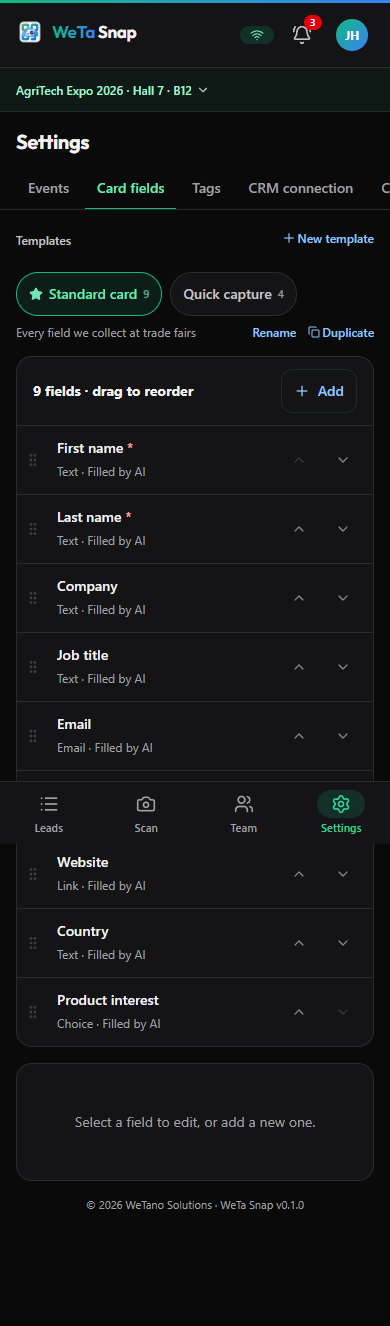 WeTa Snap
3
JH
AgriTech Expo 2026 · Hall 7 · B12
Settings
Events Card fields Tags CRM connection C
Templates
+ New template
Standard card 9
Quick capture 4
Every field we collect at trade fairs
Rename Duplicate
9 fields · drag to reorder
+ Add
First name *
Text · Filled by AI
Last name *
Text · Filled by AI
Company
Text · Filled by AI
Job title
Text · Filled by AI
Email
Email · Filled by AI
Leads Scan Team Settings
Website
Link · Filled by AI
Country
Text · Filled by AI
Product interest
Choice · Filled by AI
Select a field to edit, or add a new one.
© 2026 WeTano Solutions · WeTa Snap v0.1.0